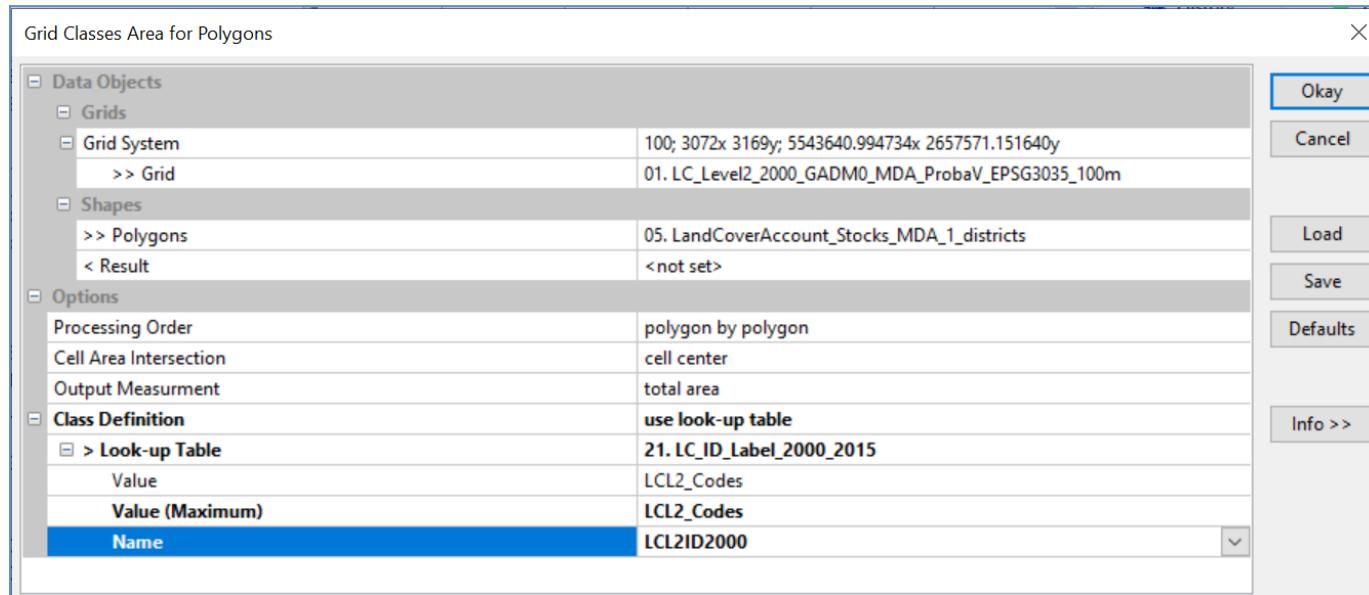 Grid Classes Area for Polygons
Data Objects
Okay
Grids
Grid System 100; 3072x 3169y; 5543640.994734x 2657571.151640y
Cancel
>> Grid 01. LC_Level2_2000_GADM0_MDA_ProbaV_EPSG3035_100m
Shapes
>> Polygons 05. LandCoverAccount_Stocks_MDA_1_districts
Load
< Result <not set>
Save
Options
Processing Order polygon by polygon
Defaults
Cell Area Intersection cell center
Output Measurment total area
Class Definition use look-up table
Info >>
> Look-up Table 21. LC_ID_Label_2000_2015
Value LCL2_Codes
Value (Maximum) LCL2_Codes
Name LCL2ID2000